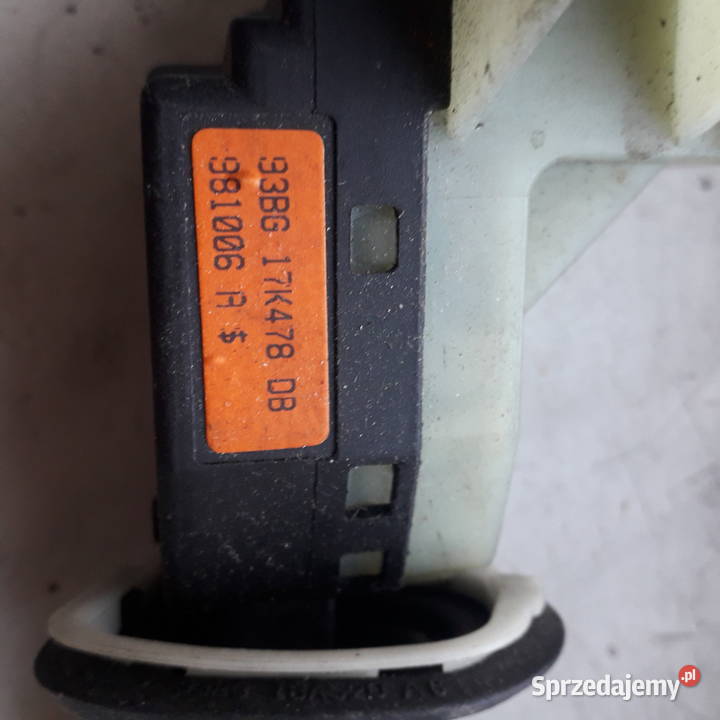 93BG 17K478 DB
981006 A $
Sprzedajemy.pl